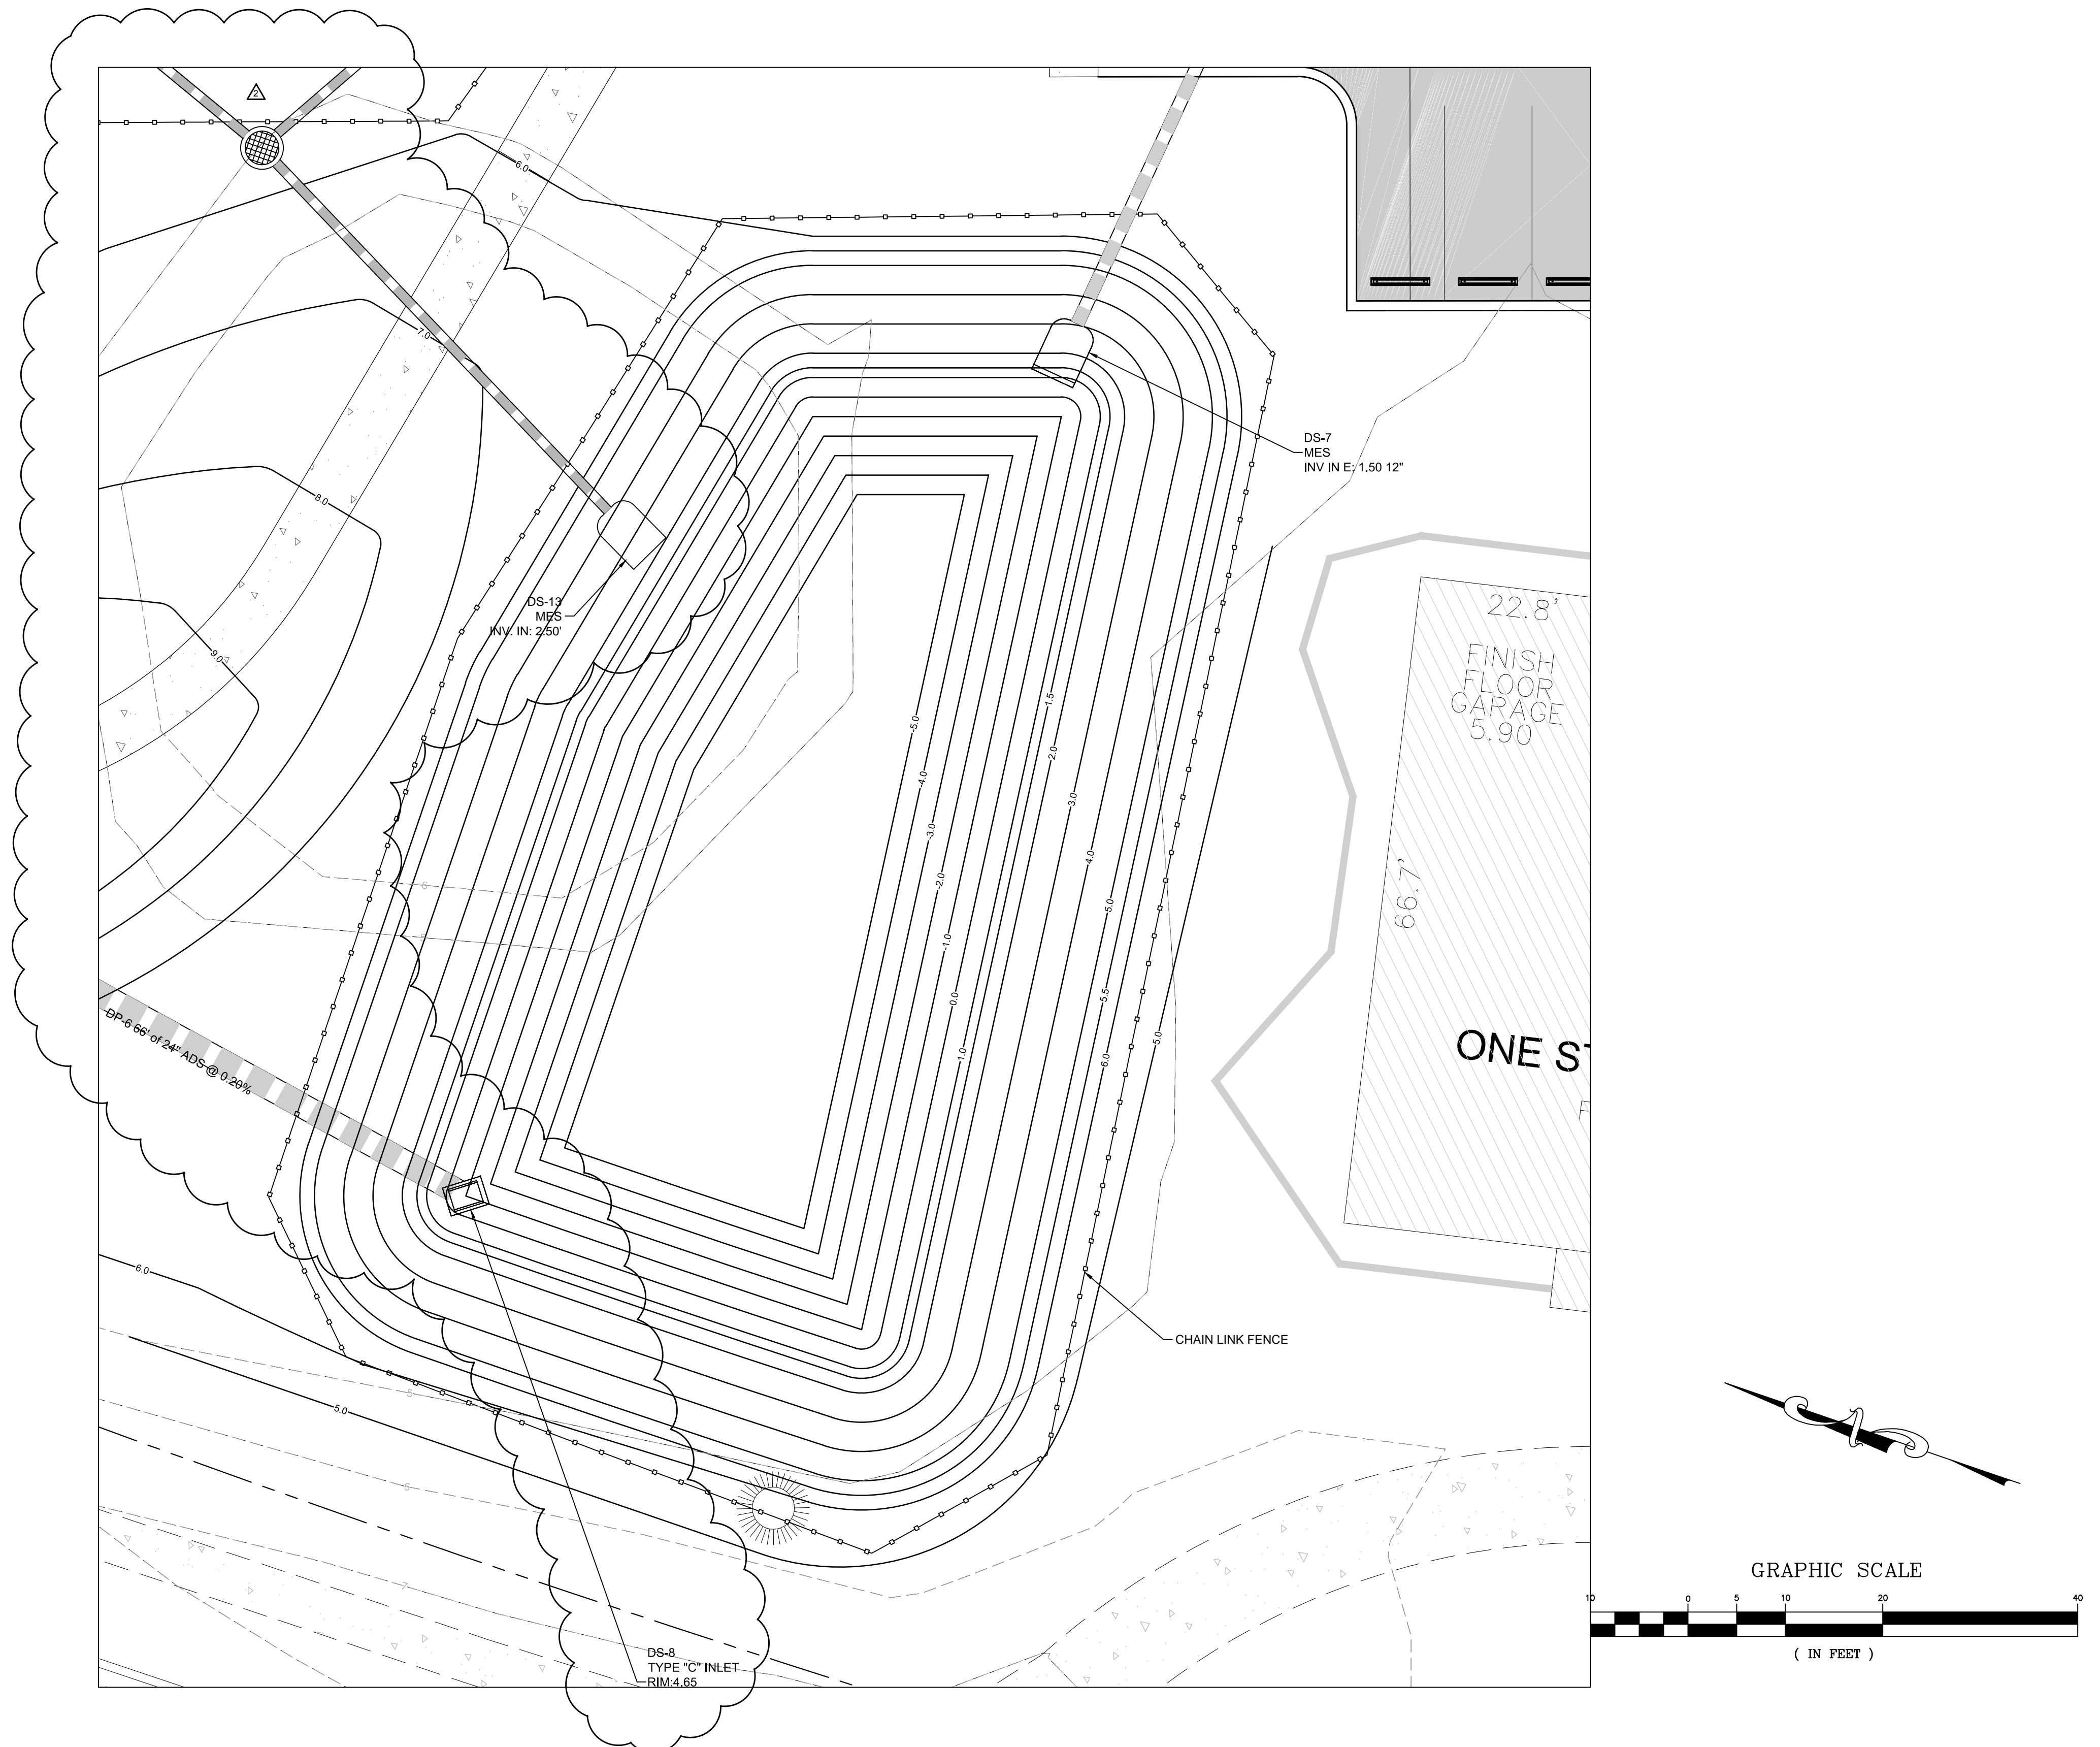 2
6.0
7.0
DS-7
MES
INV IN E: 1.50 12"
8.0
DS-13
MES
INV. IN: 2.50'
9.0
22.8'
FINISH
FLOOR
GARAGE
5.90
66.7'
-5.0
-4.0
-3.0
-2.0
-1.0
0.0
1.0
1.5
2.0
3.0
4.0
5.0
5.5
6.0
5.0
6
5
DP-6 66' of 24" ADS @ 0.20%
ONE ST
6.0
5.0
5
6
7
CHAIN LINK FENCE
DS-8
TYPE "C" INLET
RIM:4.65
N
GRAPHIC SCALE
10 0 5 10 20 40
( IN FEET )